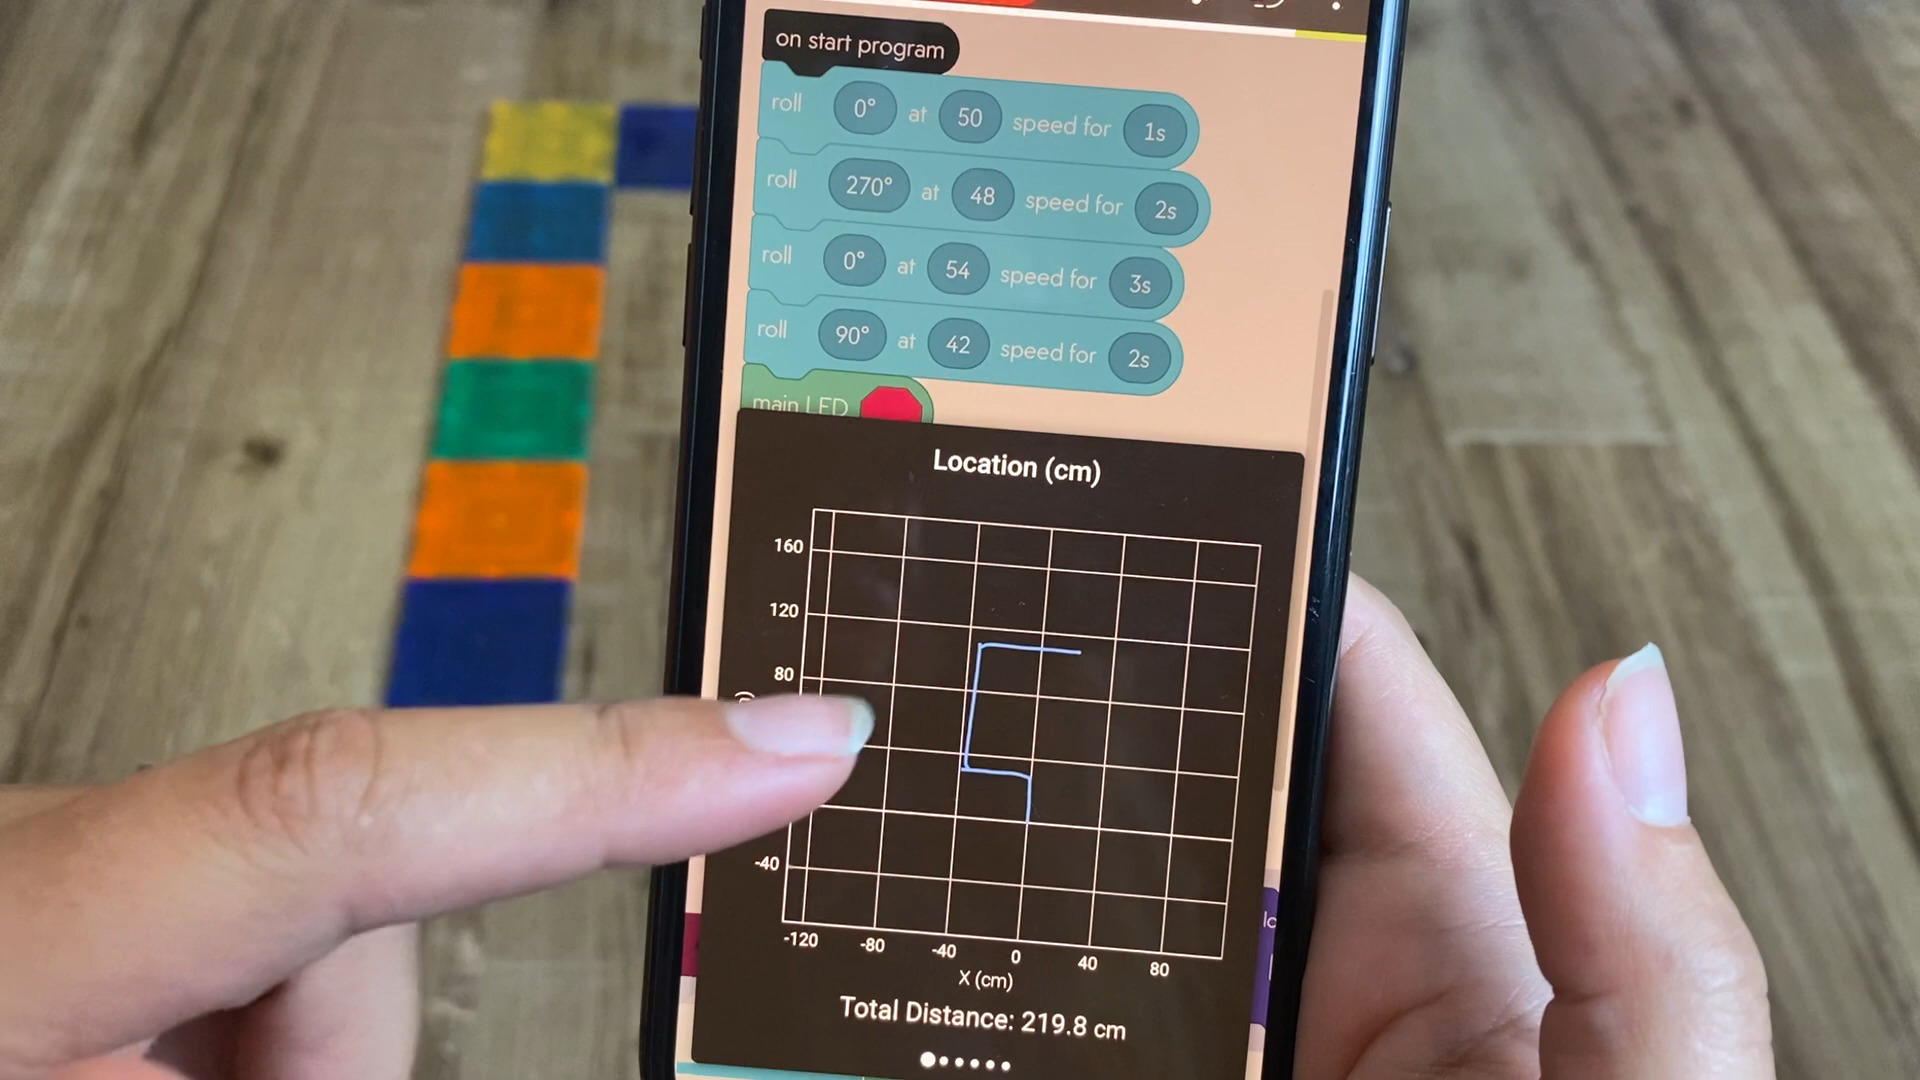 on start program
roll 0° at 50 speed for 1s
roll 270° at 48 speed for 2s
roll 0° at 54 speed for 3s
roll 90° at 42 speed for 2s
main LED
Location (cm)
160
120
80
-40
-120 -80 -40 0 40 80
X (cm)
Total Distance: 219.8 cm